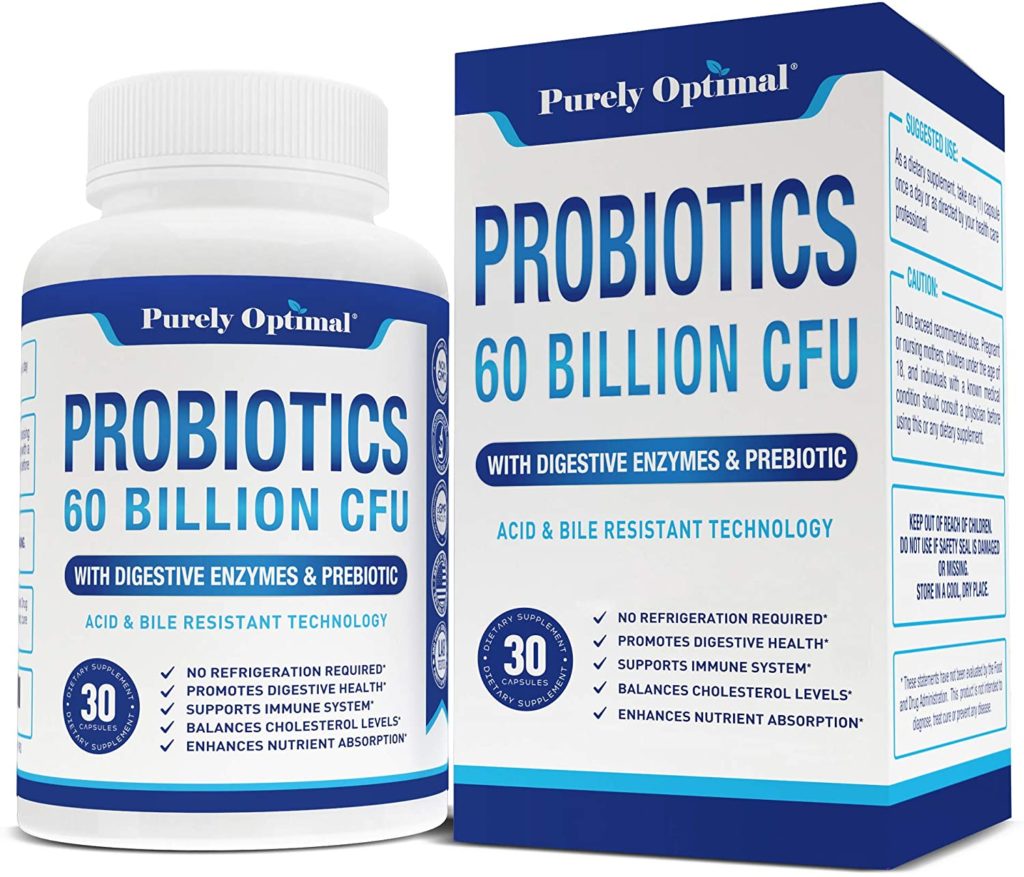 Purely Optimal®
PROBIOTICS
60 BILLION CFU
WITH DIGESTIVE ENZYMES & PREBIOTIC
ACID & BILE RESISTANT TECHNOLOGY
DIETARY SUPPLEMENT
30
CAPSULES
DIETARY SUPPLEMENT
NO REFRIGERATION REQUIRED*
PROMOTES DIGESTIVE HEALTH*
SUPPORTS IMMUNE SYSTEM*
BALANCES CHOLESTEROL LEVELS*
ENHANCES NUTRIENT ABSORPTION*
NON
GMO
Purely Optimal®
PROBIOTICS
60 BILLION CFU
WITH DIGESTIVE ENZYMES & PREBIOTIC
ACID & BILE RESISTANT TECHNOLOGY
DIETARY SUPPLEMENT
30
CAPSULES
DIETARY SUPPLEMENT
NO REFRIGERATION REQUIRED*
PROMOTES DIGESTIVE HEALTH*
SUPPORTS IMMUNE SYSTEM*
BALANCES CHOLESTEROL LEVELS*
ENHANCES NUTRIENT ABSORPTION*
SUGGESTED USE:
As a dietary supplement, take one (1) capsule
once a day or as directed by your health care
professional.
CAUTION:
Do not exceed recommended dose. Pregnant
or nursing mothers, children under the age of
18, and individuals with a known medical
condition should consult a physician before
using this or any dietary supplement.
KEEP OUT OF REACH OF CHILDREN.
DO NOT USE IF SAFETY SEAL IS DAMAGED
OR MISSING.
STORE IN A COOL, DRY PLACE.
*These statements have not been evaluated by the Food
and Drug Administration. This product is not intended to
diagnose, treat cure or prevent any disease.